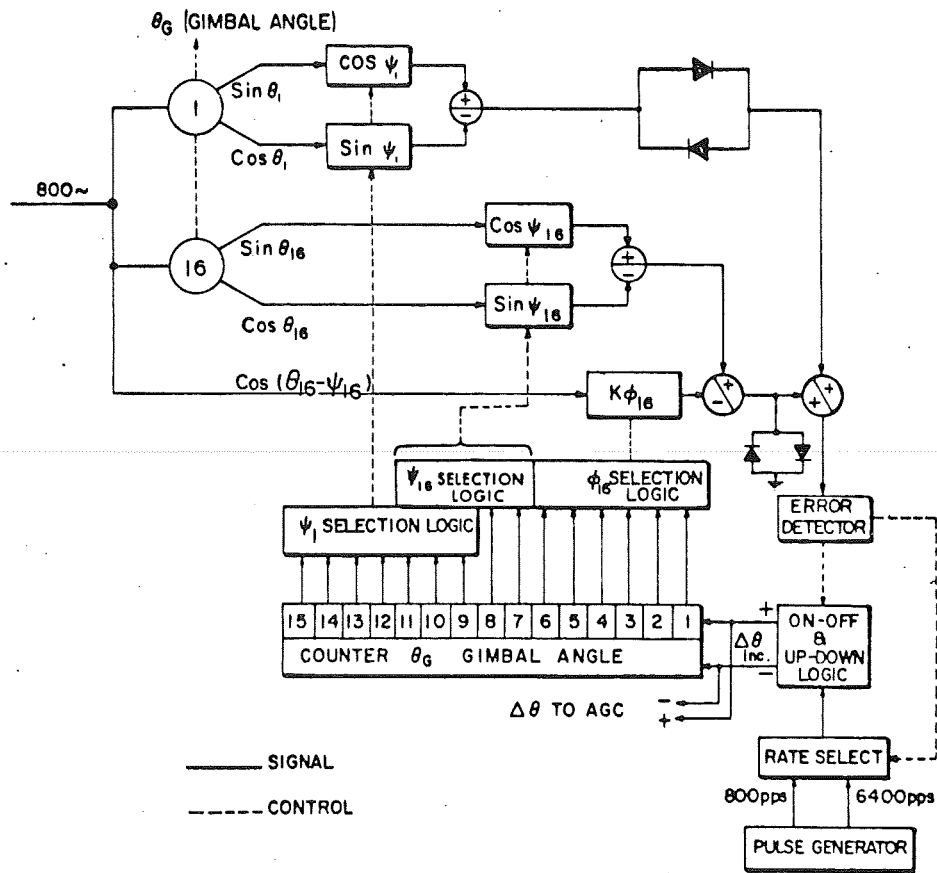 θG (GIMBAL ANGLE)
COS ψ1
Sin θ1
1
Cos θ1
Sin ψ1
800~
Cos ψ16
Sin θ16
16
Sin ψ16
Cos θ16
Cos (θ16-ψ16)
Kϕ16
+
-
+
-
+
-
+
+
ψ16 SELECTION
LOGIC
ϕ16 SELECTION
LOGIC
ERROR
DETECTOR
ψ1 SELECTION LOGIC
15 14 13 12 11 10 9 8 7 6 5 4 3 2 1
COUNTER θG GIMBAL ANGLE
+
Δθ
inc.
-
ON-OFF
&
UP-DOWN
LOGIC
Δθ TO AGC
-
+
SIGNAL
CONTROL
RATE SELECT
800pps
6400pps
PULSE GENERATOR